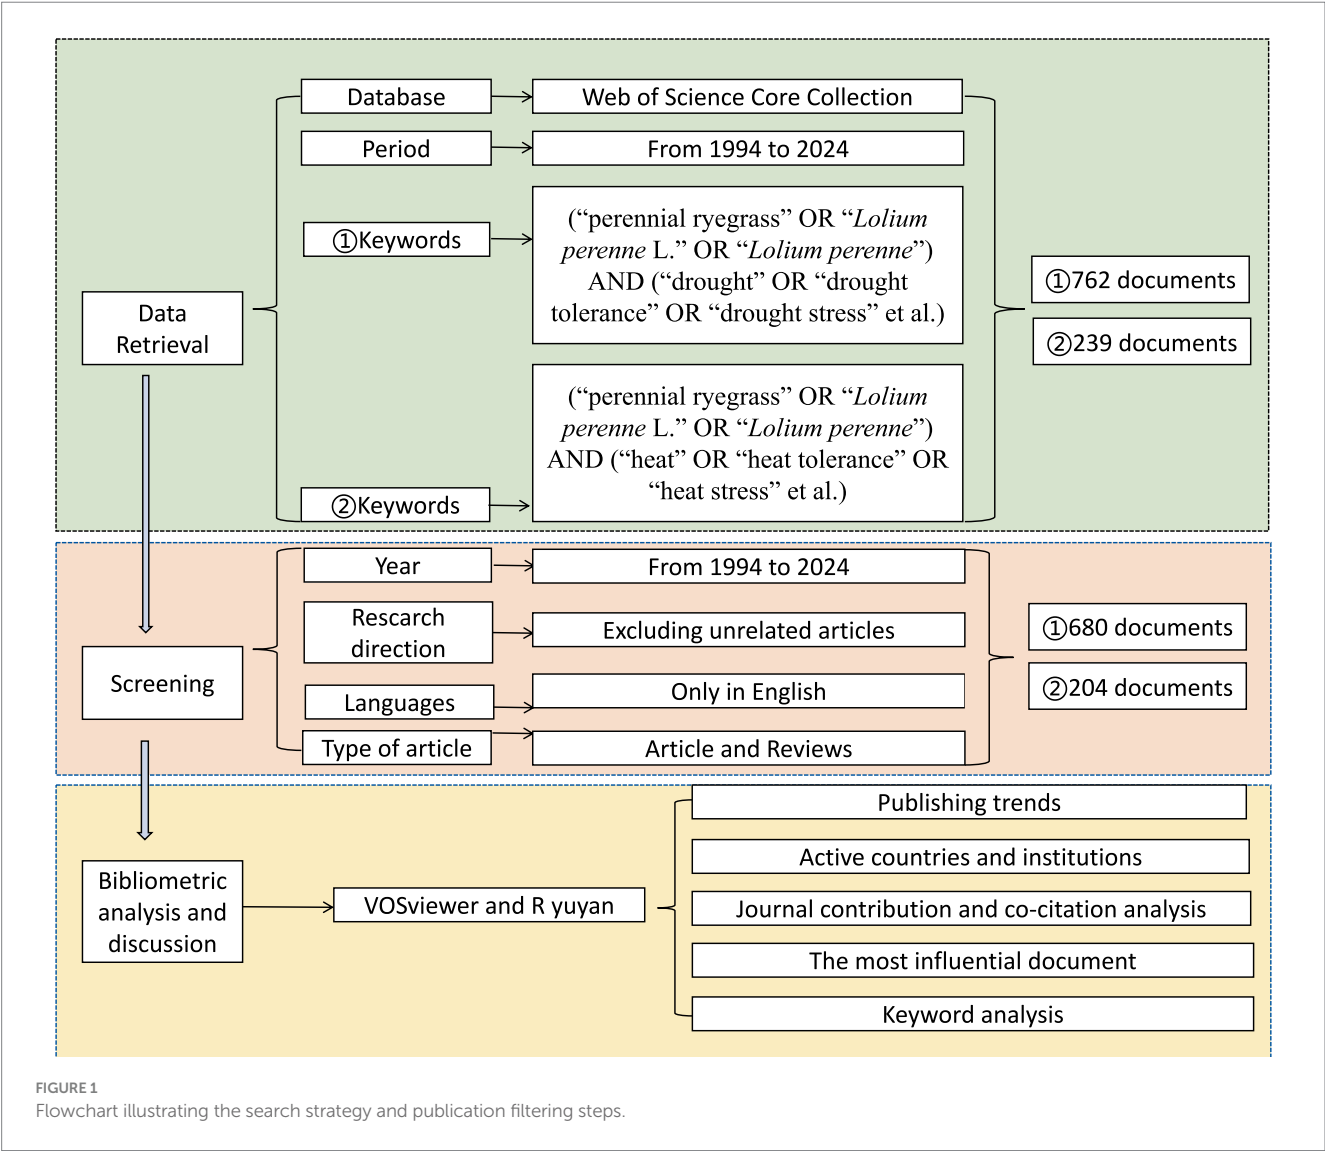 Database
Web of Science Core Collection
Period
From 1994 to 2024
①Keywords
(“perennial ryegrass” OR “Lolium
perenne L.” OR “Lolium perenne”)
AND (“drought” OR “drought
tolerance” OR “drought stress” et al.)
①762 documents
②239 documents
Data
Retrieval
②Keywords
(“perennial ryegrass” OR “Lolium
perenne L.” OR “Lolium perenne”)
AND (“heat” OR “heat tolerance” OR
“heat stress” et al.)
Year
From 1994 to 2024
Rescarch
direction
Excluding unrelated articles
Languages
Only in English
Type of article
Article and Reviews
①680 documents
②204 documents
Screening
Bibliometric
analysis and
discussion
VOSviewer and R yuyan
Publishing trends
Active countries and institutions
Journal contribution and co-citation analysis
The most influential document
Keyword analysis
FIGURE 1
Flowchart illustrating the search strategy and publication filtering steps.